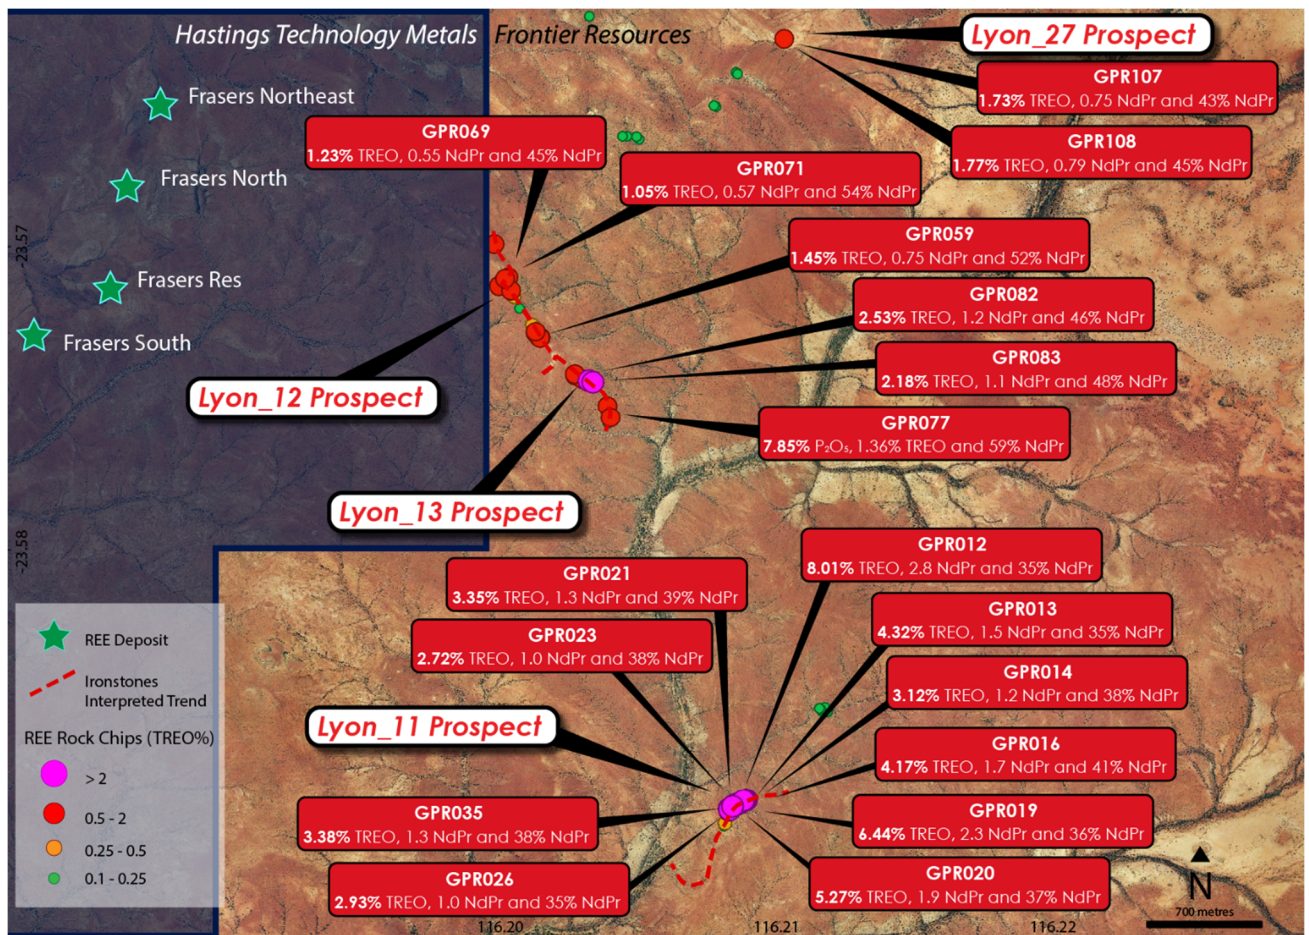 Hastings Technology Metals
Frontier Resources
Lyon_27 Prospect
GPR107
1.73% TREO, 0.75 NdPr and 43% NdPr
GPR108
1.77% TREO, 0.79 NdPr and 45% NdPr
Frasers Northeast
GPR069
1.23% TREO, 0.55 NdPr and 45% NdPr
GPR071
1.05% TREO, 0.57 NdPr and 54% NdPr
Frasers North
GPR059
1.45% TREO, 0.75 NdPr and 52% NdPr
-23.57
Frasers Res
GPR082
2.53% TREO, 1.2 NdPr and 46% NdPr
Frasers South
GPR083
2.18% TREO, 1.1 NdPr and 48% NdPr
Lyon_12 Prospect
GPR077
7.85% P₂O₅, 1.36% TREO and 59% NdPr
Lyon_13 Prospect
-23.58
GPR012
8.01% TREO, 2.8 NdPr and 35% NdPr
GPR021
3.35% TREO, 1.3 NdPr and 39% NdPr
GPR013
4.32% TREO, 1.5 NdPr and 35% NdPr
GPR023
2.72% TREO, 1.0 NdPr and 38% NdPr
GPR014
3.12% TREO, 1.2 NdPr and 38% NdPr
Lyon_11 Prospect
GPR016
4.17% TREO, 1.7 NdPr and 41% NdPr
GPR035
3.38% TREO, 1.3 NdPr and 38% NdPr
GPR019
6.44% TREO, 2.3 NdPr and 36% NdPr
GPR026
2.93% TREO, 1.0 NdPr and 35% NdPr
GPR020
5.27% TREO, 1.9 NdPr and 37% NdPr
REE Deposit
Ironstones
Interpreted Trend
REE Rock Chips (TREO%)
> 2
0.5 - 2
0.25 - 0.5
0.1 - 0.25
116.20
116.21
116.22
N
700 metres